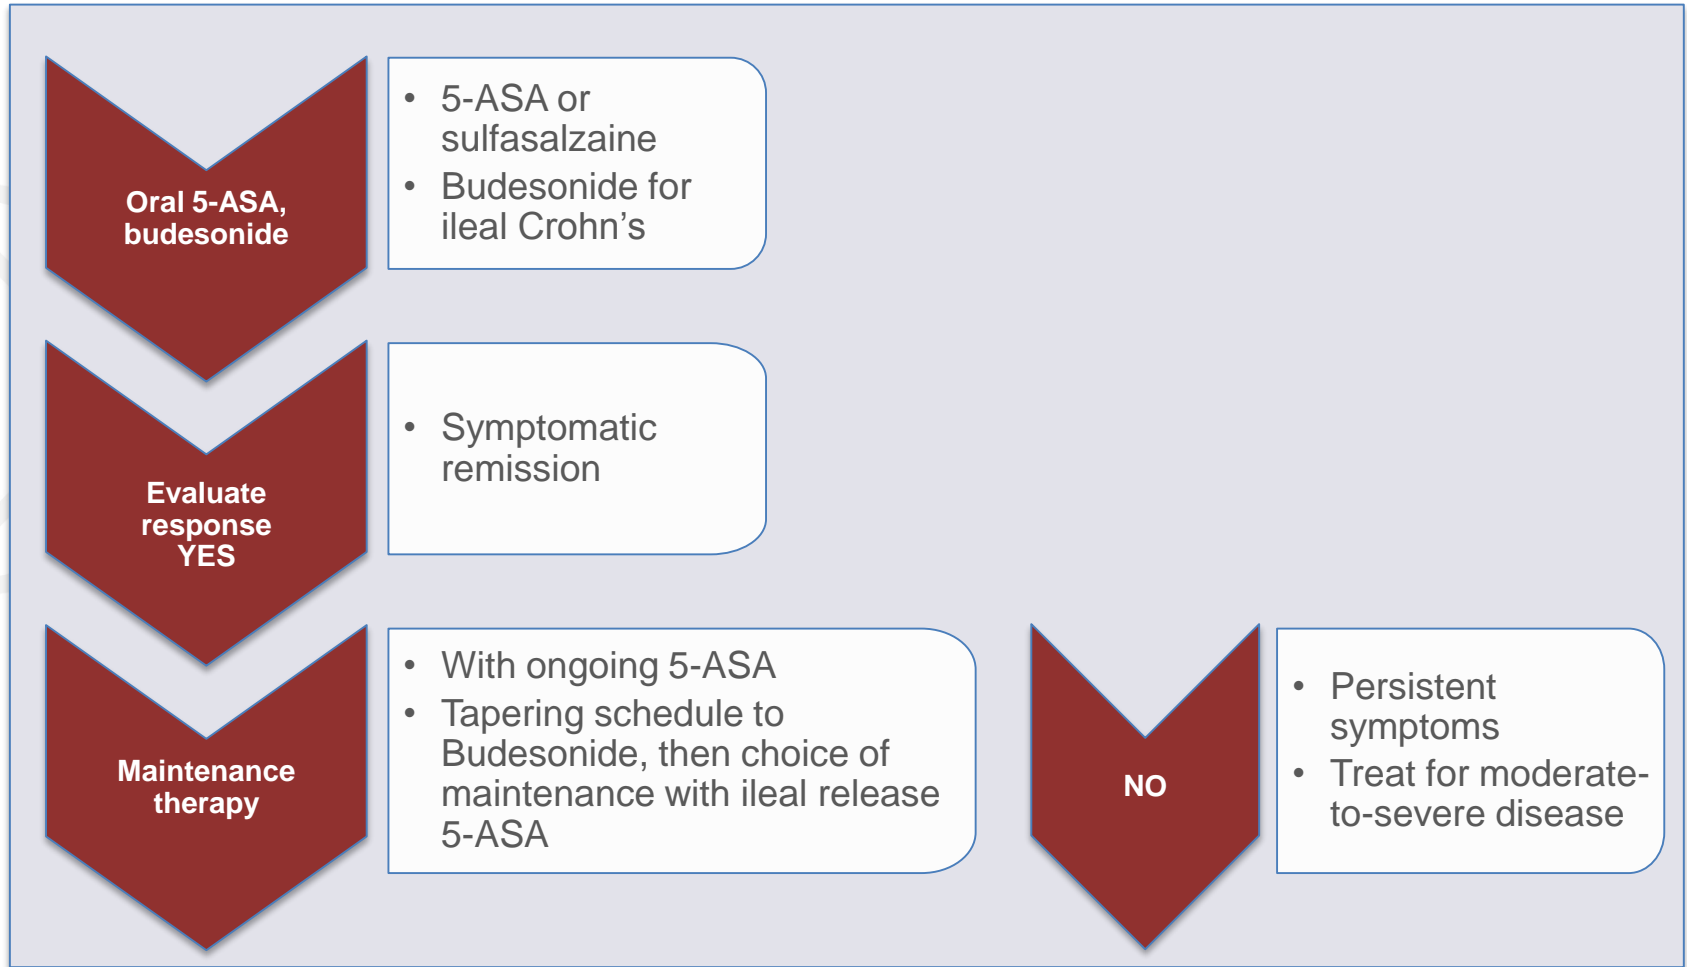 Oral 5-ASA,
budesonide
• 5-ASA or
sulfasalzaine
• Budesonide for
ileal Crohn’s
Evaluate
response
YES
• Symptomatic
remission
Maintenance
therapy
• With ongoing 5-ASA
• Tapering schedule to
Budesonide, then choice of
maintenance with ileal release
5-ASA
NO
• Persistent
symptoms
• Treat for moderate-
to-severe disease